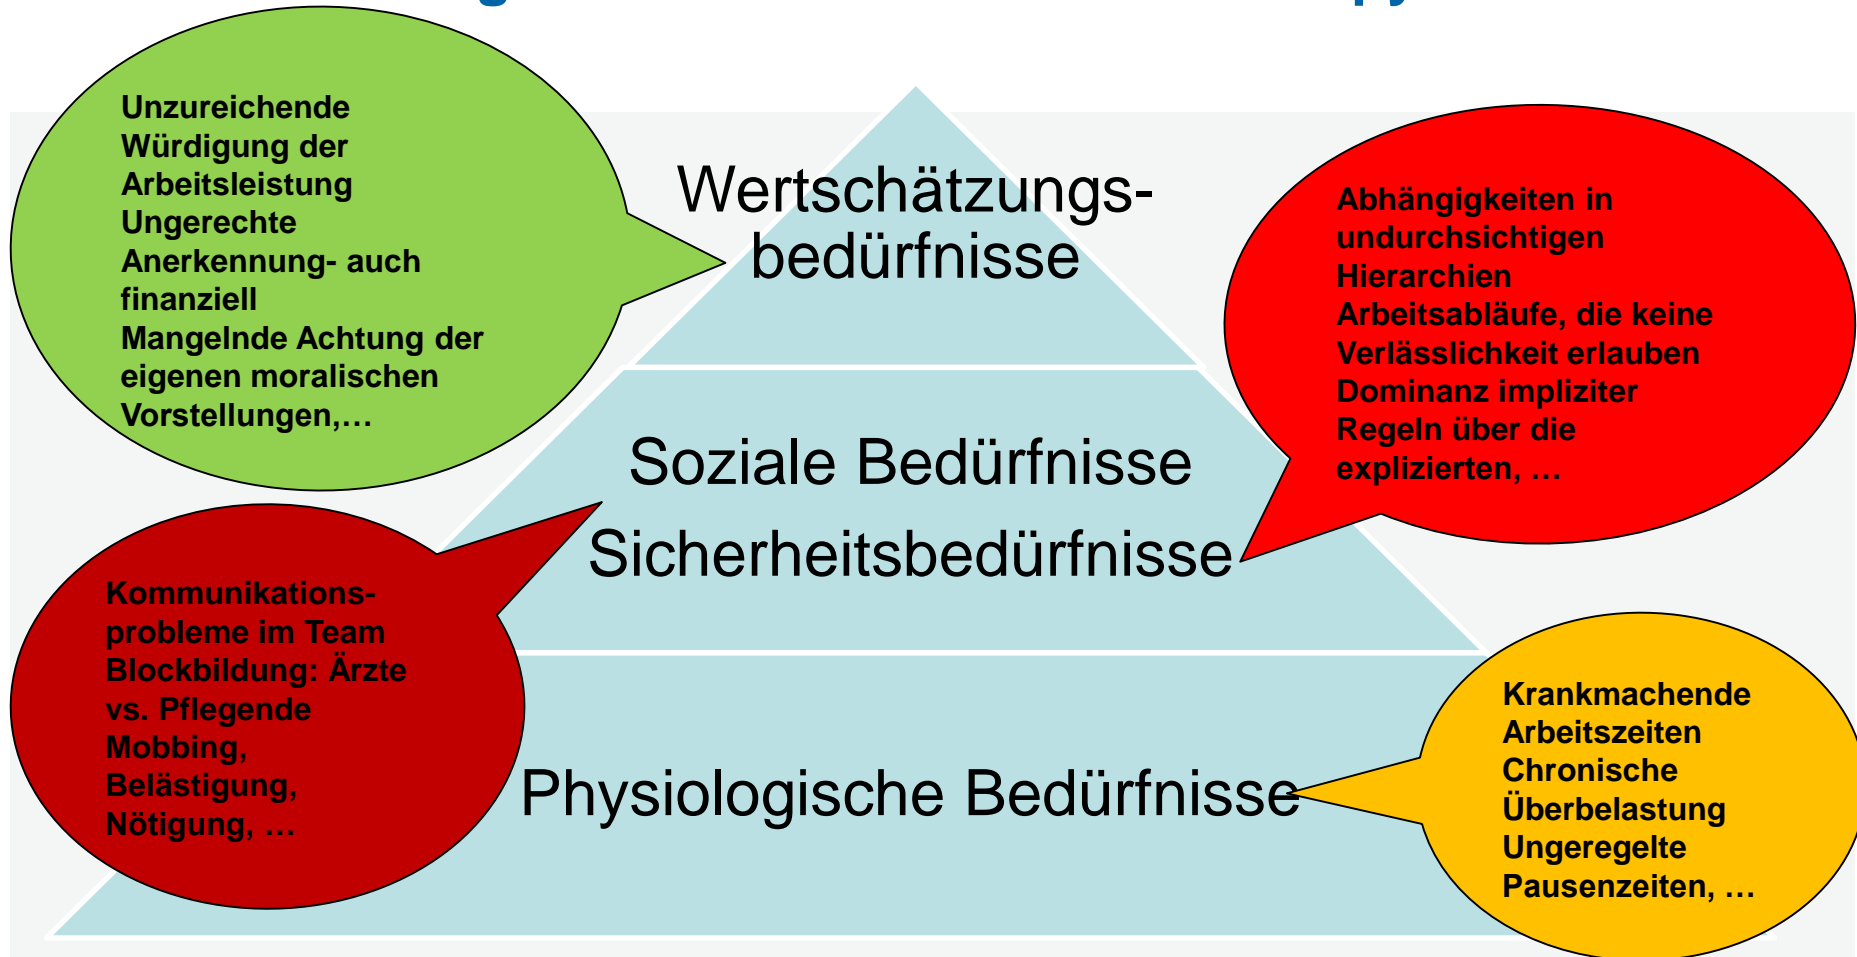 Unzureichende
Würdigung der
Arbeitsleistung
Ungerechte
Anerkennung- auch
finanziell
Mangelnde Achtung der
eigenen moralischen
Vorstellungen,…
Wertschätzungs-
bedürfnisse
Abhängigkeiten in
undurchsichtigen
Hierarchien
Arbeitsabläufe, die keine
Verlässlichkeit erlauben
Dominanz impliziter
Regeln über die
explizierten, …
Soziale Bedürfnisse
Sicherheitsbedürfnisse
Kommunikations-
probleme im Team
Blockbildung: Ärzte
vs. Pflegende
Mobbing,
Belästigung,
Nötigung, …
Physiologische Bedürfnisse
Krankmachende
Arbeitszeiten
Chronische
Überbelastung
Ungeregelte
Pausenzeiten, …